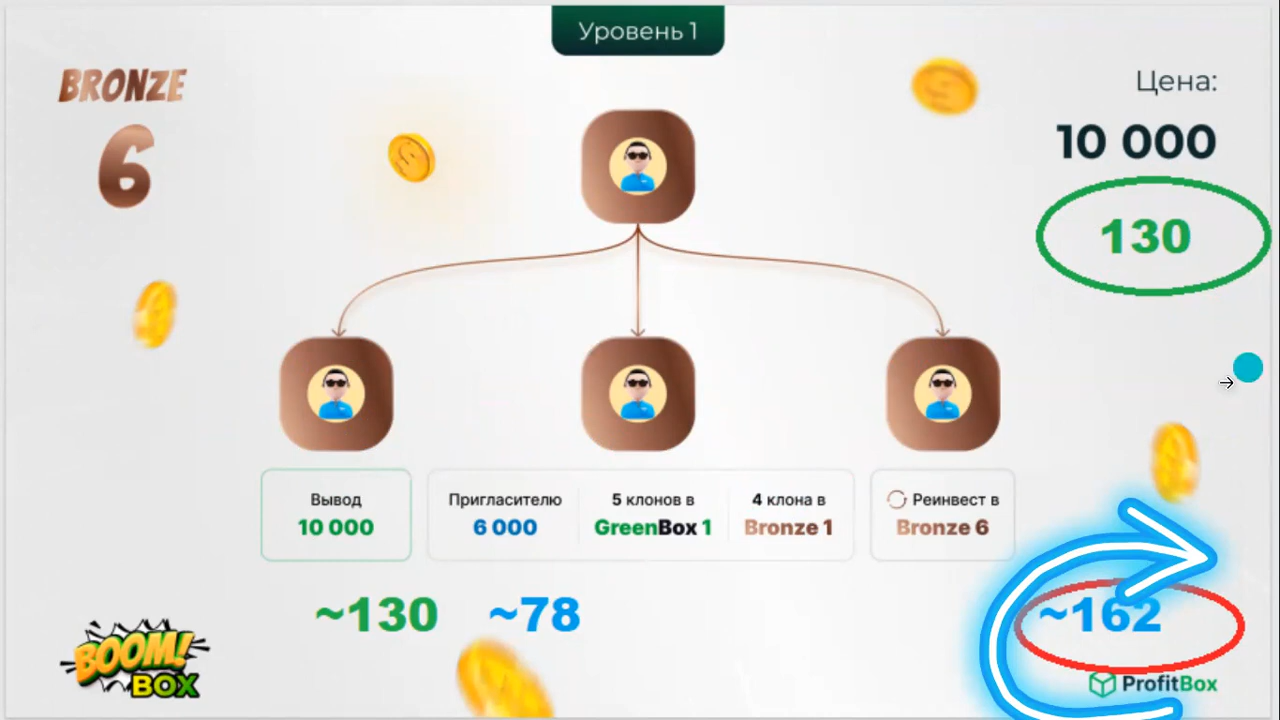 Уровень 1
BRONZE
6
Цена:
10 000
130
Вывод
10 000
Пригласителю
6 000
5 клонов в
GreenBox 1
4 клона в
Bronze 1
Реинвест в
Bronze 6
~130
~78
~162
BOOM!
BOX
ProfitBox